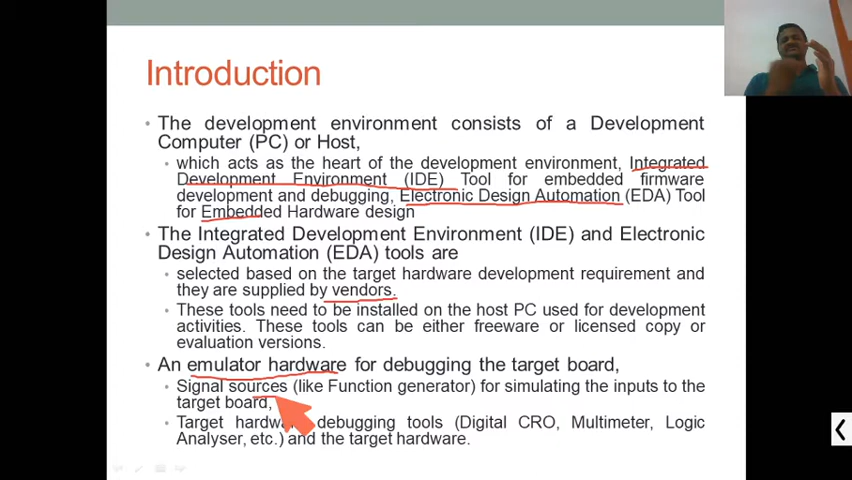 Introduction
• The development environment consists of a Development
Computer (PC) or Host,
• which acts as the heart of the development environment, Integrated
Development Environment (IDE) Tool for embedded firmware
development and debugging, Electronic Design Automation (EDA) Tool
for Embedded Hardware design
• The Integrated Development Environment (IDE) and Electronic
Design Automation (EDA) tools are
• selected based on the target hardware development requirement and
they are supplied by vendors.
• These tools need to be installed on the host PC used for development
activities. These tools can be either freeware or licensed copy or
evaluation versions.
• An emulator hardware for debugging the target board,
• Signal sources (like Function generator) for simulating the inputs to the
target board,
• Target hardware debugging tools (Digital CRO, Multimeter, Logic
Analyser, etc.) and the target hardware.